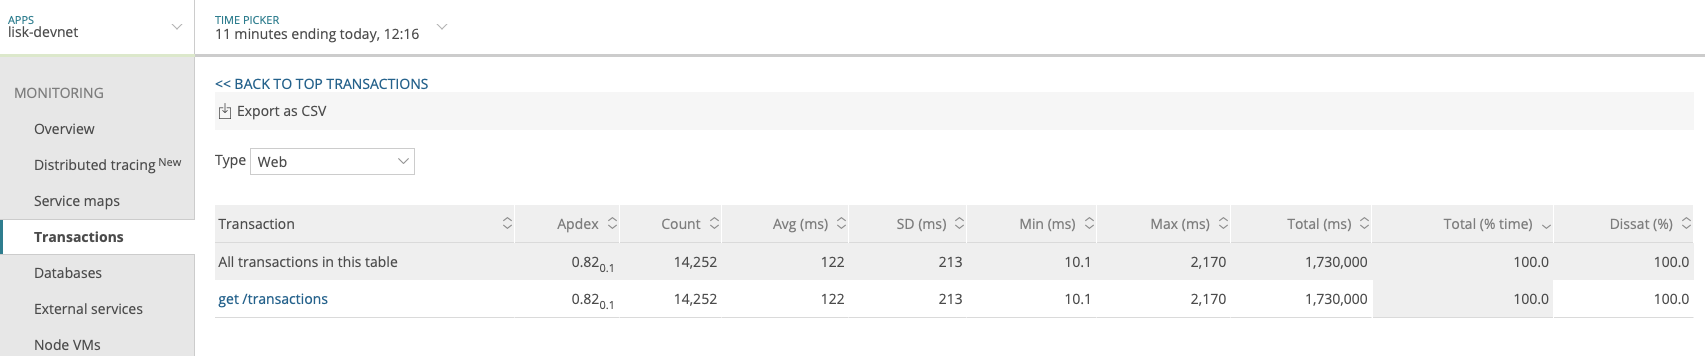 APPS
lisk-devnet
TIME PICKER
11 minutes ending today, 12:16
MONITORING
Overview
Distributed tracing New
Service maps
Transactions
Databases
External services
Node VMs
<< BACK TO TOP TRANSACTIONS
Export as CSV
Type Web
Transaction Apdex Count Avg (ms) SD (ms) Min (ms) Max (ms) Total (ms) Total (% time) Dissat (%)
All transactions in this table 0.82 0.1 14,252 122 213 10.1 2,170 1,730,000 100.0 100.0
get /transactions 0.82 0.1 14,252 122 213 10.1 2,170 1,730,000 100.0 100.0